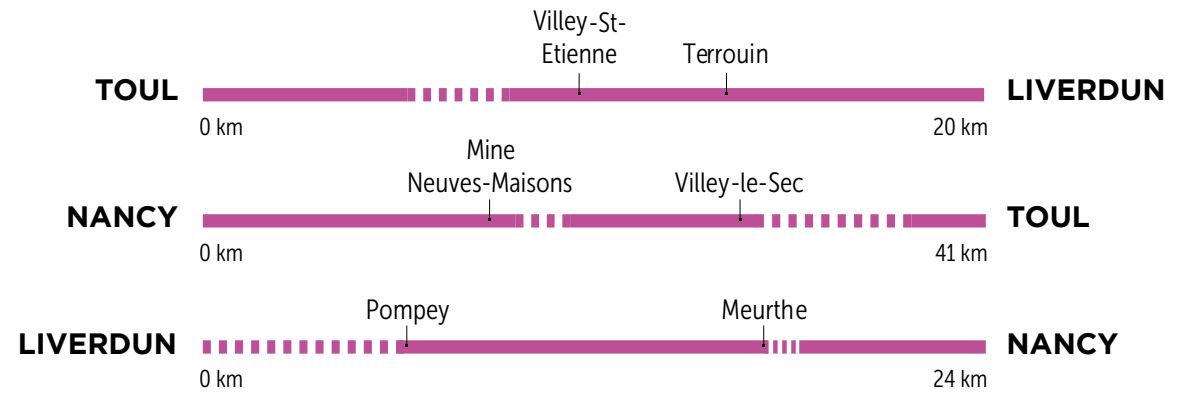 Villey-St-
Etienne
Terrouin
TOUL
LIVERDUN
0 km
20 km
Mine
Neuves-Maisons
Villey-le-Sec
NANCY
TOUL
0 km
41 km
Pompey
Meurthe
LIVERDUN
NANCY
0 km
24 km